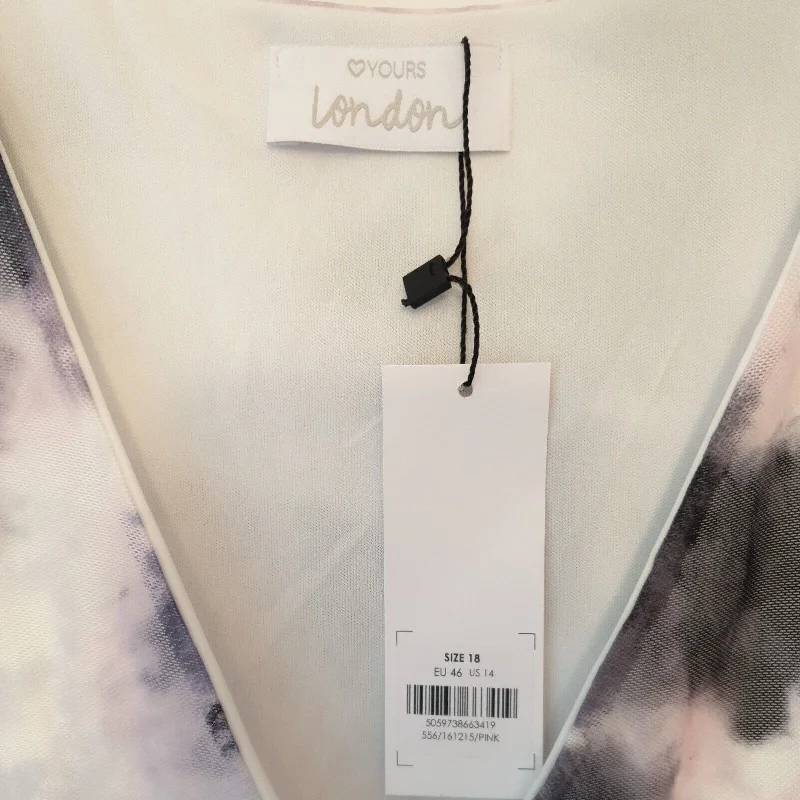 ♡YOURS
london
SIZE 18
EU 46 US 14
5059738663419
556/161215/PINK